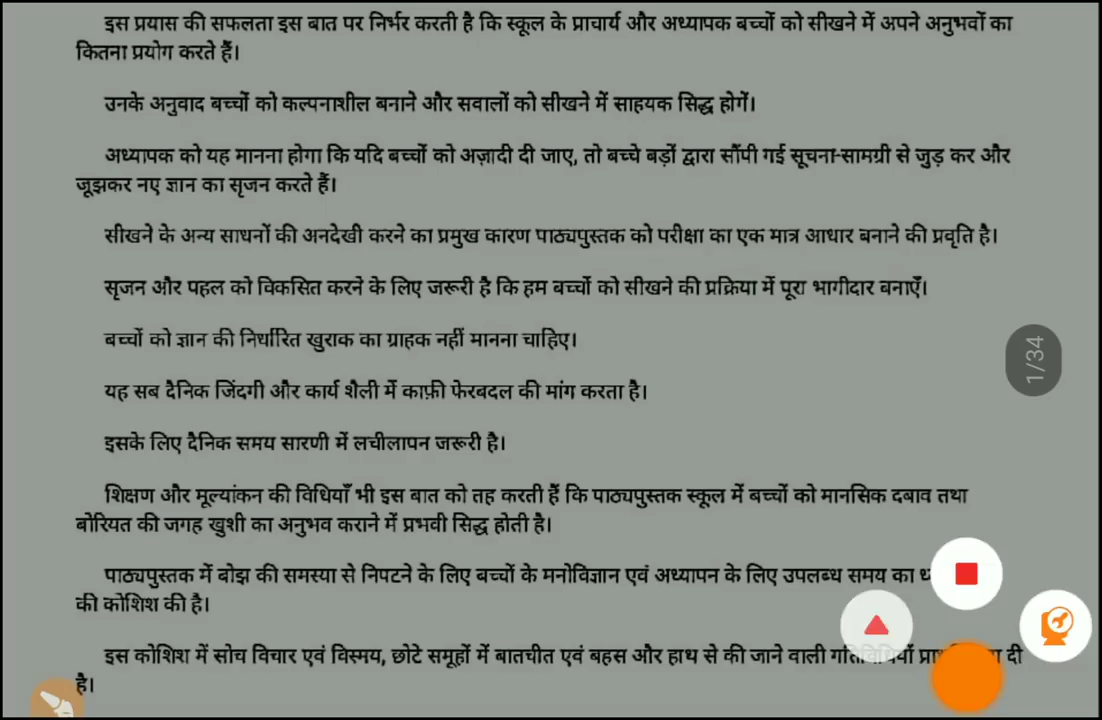 इस प्रयास की सफलता इस बात पर निर्भर करती है कि स्कूल के प्राचार्य और अध्यापक बच्चों को सीखने में अपने अनुभवों का
कितना प्रयोग करते हैं।
उनके अनुवाद बच्चों को कल्पनाशील बनाने और सवालों को सीखने में साहयक सिद्ध होगें।
अध्यापक को यह मानना होगा कि यदि बच्चों को अज़ादी दी जाए, तो बच्चे बड़ों द्वारा सौंपी गई सूचना-सामग्री से जुड़ कर और
जूझकर नए ज्ञान का सृजन करते हैं।
सीखने के अन्य साधनों की अनदेखी करने का प्रमुख कारण पाठ्यपुस्तक को परीक्षा का एक मात्र आधार बनाने की प्रवृति है।
सृजन और पहल को विकसित करने के लिए जरूरी है कि हम बच्चों को सीखने की प्रक्रिया में पूरा भागीदार बनाएँ।
बच्चों को ज्ञान की निर्धारित खुराक का ग्राहक नहीं मानना चाहिए।
1/34
यह सब दैनिक जिंदगी और कार्य शैली में काफ़ी फेरबदल की मांग करता है।
इसके लिए दैनिक समय सारणी में लचीलापन जरूरी है।
शिक्षण और मूल्यांकन की विधियाँ भी इस बात को तह करती हैं कि पाठ्यपुस्तक स्कूल में बच्चों को मानसिक दबाव तथा
बोरियत की जगह खुशी का अनुभव कराने में प्रभवी सिद्ध होती है।
पाठ्यपुस्तक में बोझ की समस्या से निपटने के लिए बच्चों के मनोविज्ञान एवं अध्यापन के लिए उपलब्ध समय का
की कोशिश की है।
इस कोशिश में सोच विचार एवं विस्मय, छोटे समूहों में बातचीत एवं बहस और हाथ से की जाने वाली गतिविधियाँ दी
है।